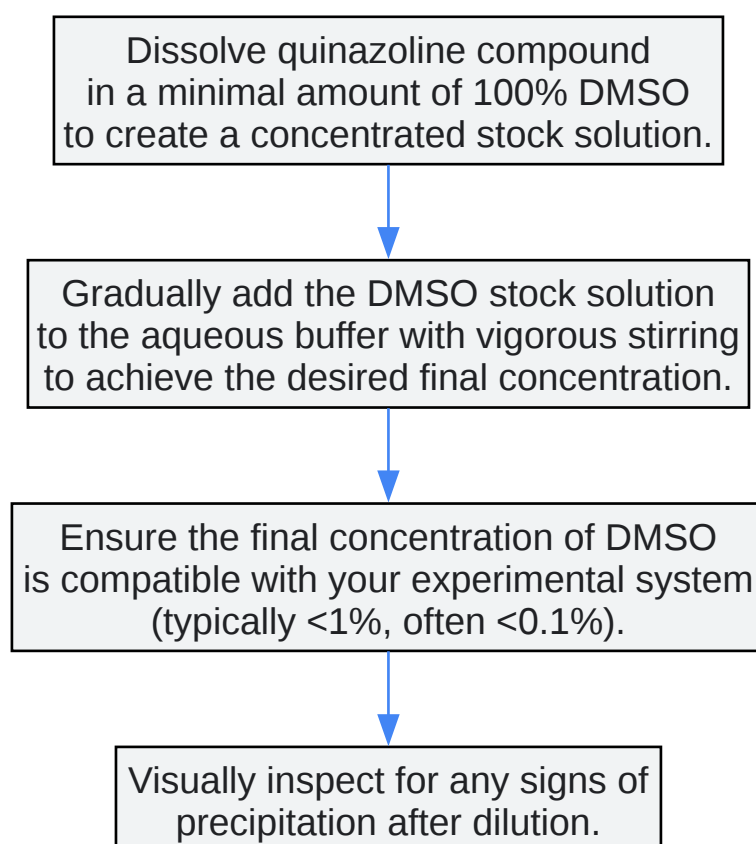 Dissolve quinazoline compound
in a minimal amount of 100% DMSO
to create a concentrated stock solution.
Gradually add the DMSO stock solution
to the aqueous buffer with vigorous stirring
to achieve the desired final concentration.
Ensure the final concentration of DMSO
is compatible with your experimental system
(typically <1%, often <0.1%).
Visually inspect for any signs of
precipitation after dilution.